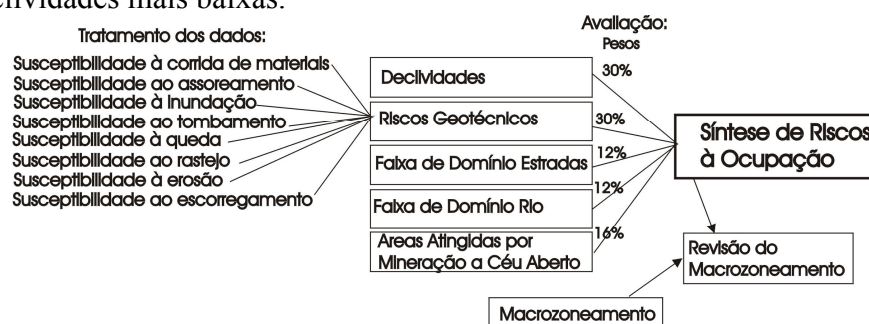 clividades mais baixas.
Tratamento dos dados:
Susceptibilidade à corrida de materiais
Susceptibilidade ao assoreamento
Susceptibilidade à inundação
Susceptibilidade ao tombamento
Susceptibilidade à queda
Susceptibilidade ao rastejo
Susceptibilidade à erosão
Susceptibilidade ao escorregamento
Declividades
Riscos Geotécnicos
Faixa de Domínio Estradas
Faixa de Domínio Rio
Areas Atingidas por
Mineração a Céu Aberto
Avaliação:
Pesos
30%
30%
12%
12%
16%
Síntese de Riscos
à Ocupação
Revisão do
Macrozoneamento
Macrozoneamento